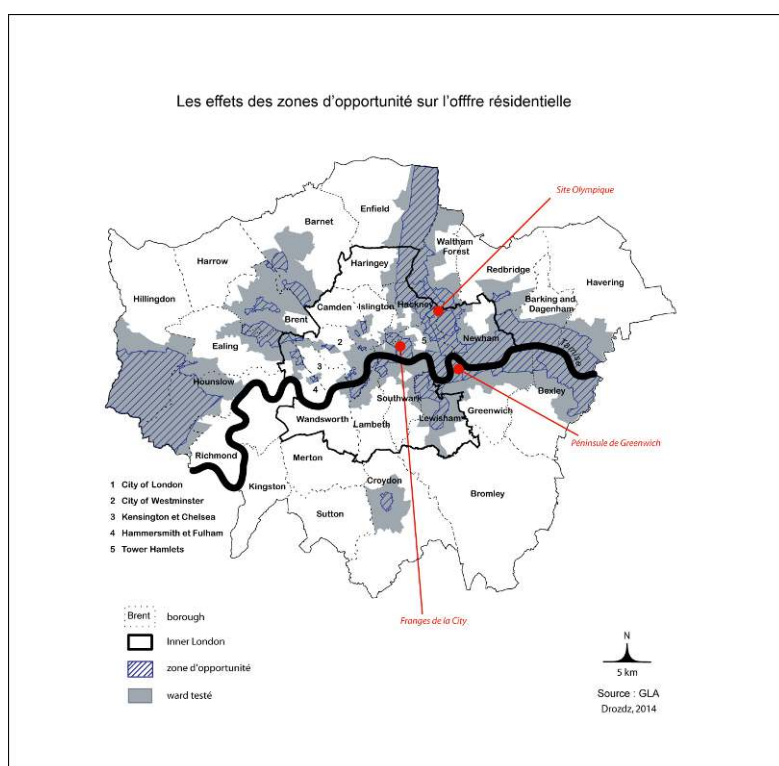 Les effets des zones d'opportunité sur l'offfre résidentielle
Site Olympique
Enfield
Barnet
Waltham
Forest
Harrow
Haringey
Redbridge
Havering
Hillingdon
Camden
Islington
Hackney
Barking and
Dagenham
Brent
Ealing
2
5
Newham
Tamise
3
Hounslow
4
Southwark
Bexley
Wandsworth
Lambeth
Lewisham
Greenwich
Péninsule de Greenwich
Richmond
Merton
Kingston
Croydon
Bromley
Sutton
1 City of London
2 City of Westminster
3 Kensington et Chelsea
4 Hammersmith et Fulham
5 Tower Hamlets
Franges de la City
Brent borough
Inner London
zone d'opportunité
ward testé
N
5 km
Source : GLA
Drozdz, 2014